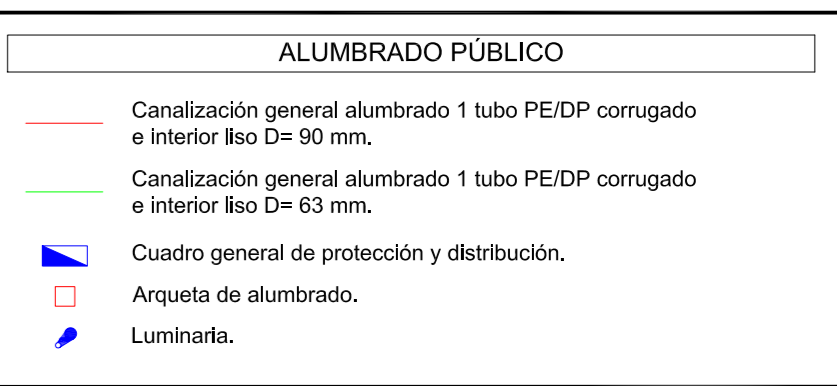 ALUMBRADO PÚBLICO
Canalización general alumbrado 1 tubo PE/DP corrugado
e interior liso D= 90 mm.
Canalización general alumbrado 1 tubo PE/DP corrugado
e interior liso D= 63 mm.
Cuadro general de protección y distribución.
Arqueta de alumbrado.
Luminaria.